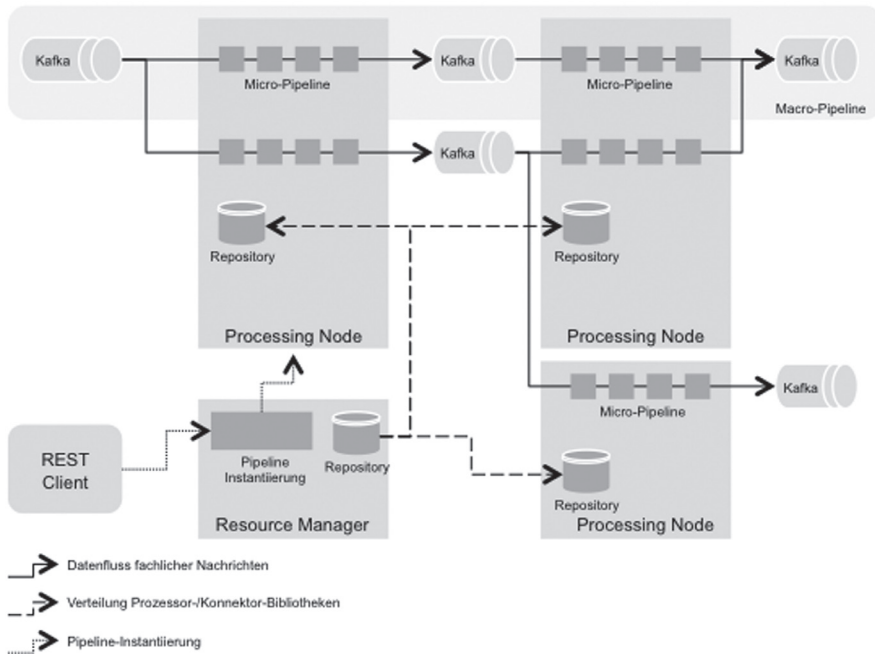 Kafka
Micro-Pipeline
Kafka
Micro-Pipeline
Kafka
Macro-Pipeline
Kafka
Repository
Repository
Processing Node
Processing Node
Micro-Pipeline
Kafka
REST
Client
Pipeline
Instantiierung
Repository
Resource Manager
Repository
Processing Node
Datenfluss fachlicher Nachrichten
Verteilung Prozessor-/Konnektor-Bibliotheken
Pipeline-Instantiierung